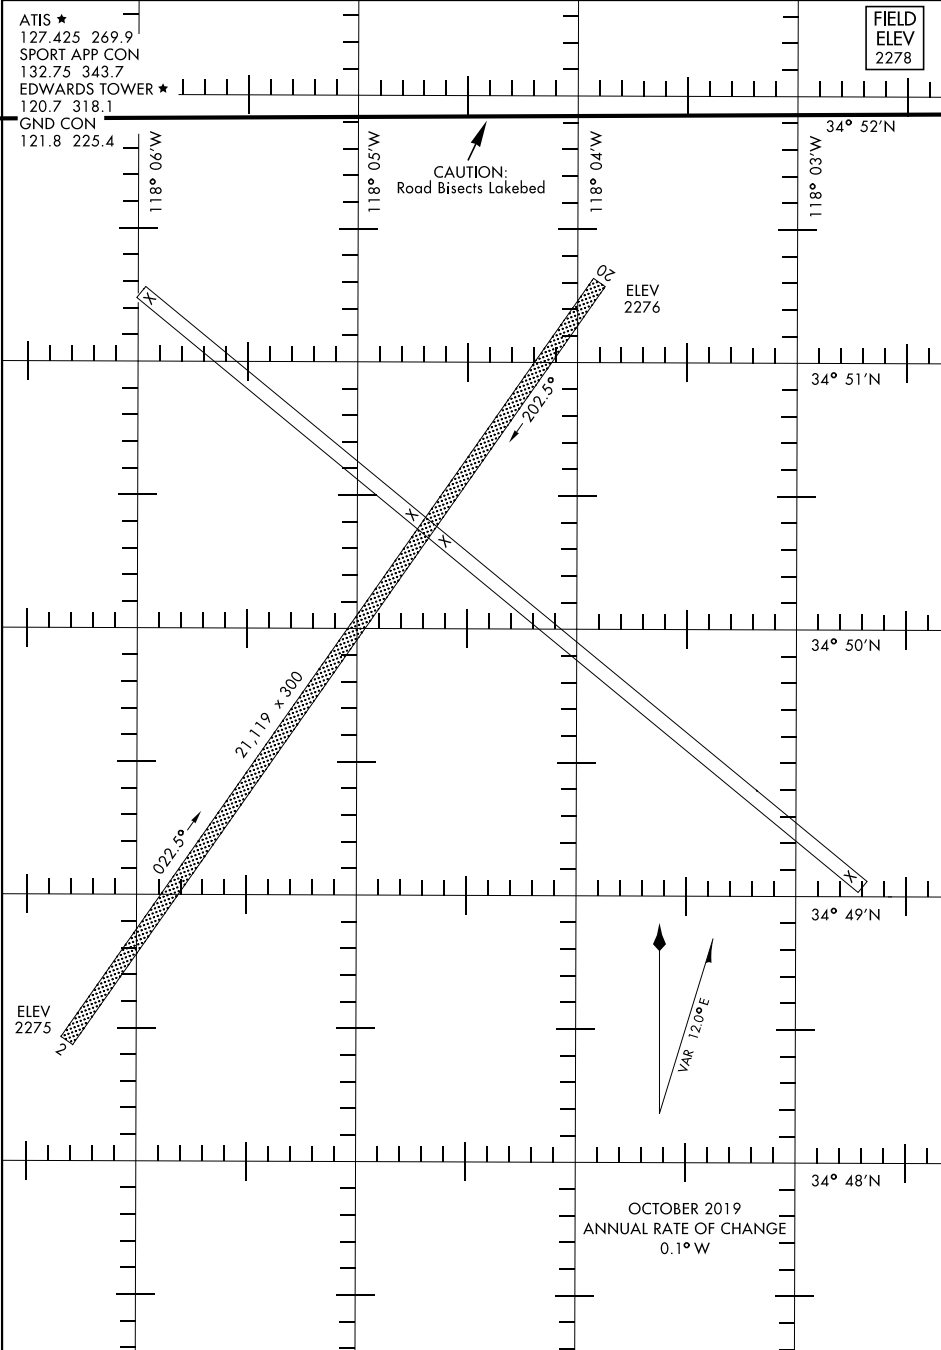 ATIS ★
127.425 269.9
SPORT APP CON
132.75 343.7
EDWARDS TOWER ★
120.7 318.1
GND CON
121.8 225.4
FIELD
ELEV
2278
34° 52'N
118° 06'W
118° 05'W
118° 04'W
118° 03'W
CAUTION:
Road Bisects Lakebed
X
20
ELEV
2276
34° 51'N
202.5°
X
X
34° 50'N
21,119 x 300
022.5°
X
34° 49'N
ELEV
2275
2
VAR 12.0° E
34° 48'N
OCTOBER 2019
ANNUAL RATE OF CHANGE
0.1° W